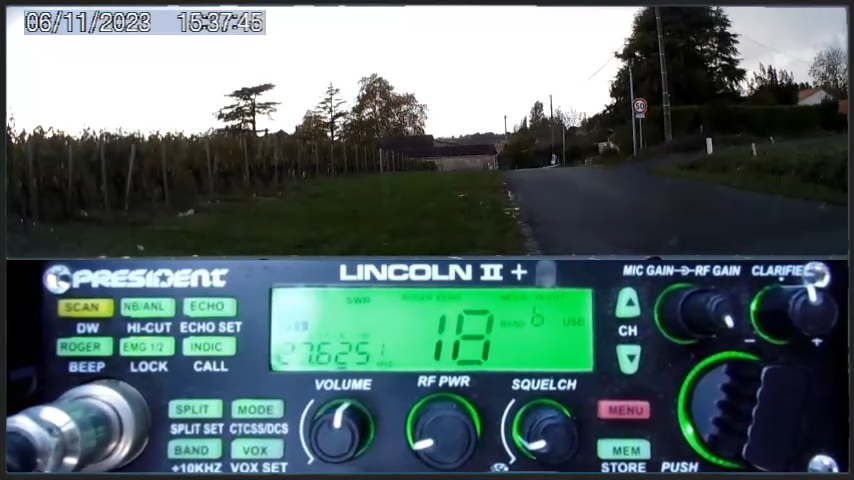 06/11/2023 15:37:45
50
PRESIDENT LINCOLN II + MIC GAIN RF GAIN CLARIFIER
SCAN NB/ANL ECHO
DW HI-CUT ECHO SET
ROGER EMG 1/2 INDIC
BEEP LOCK CALL
SWR ROGER ECHO
18 BAND b USB
27.6251
CH
VOLUME RF PWR SQUELCH
SPLIT MODE
SPLIT SET CTCSS/DCS
BAND VOX
+10KHZ VOX SET
MENU
MEM
STORE PUSH
- +